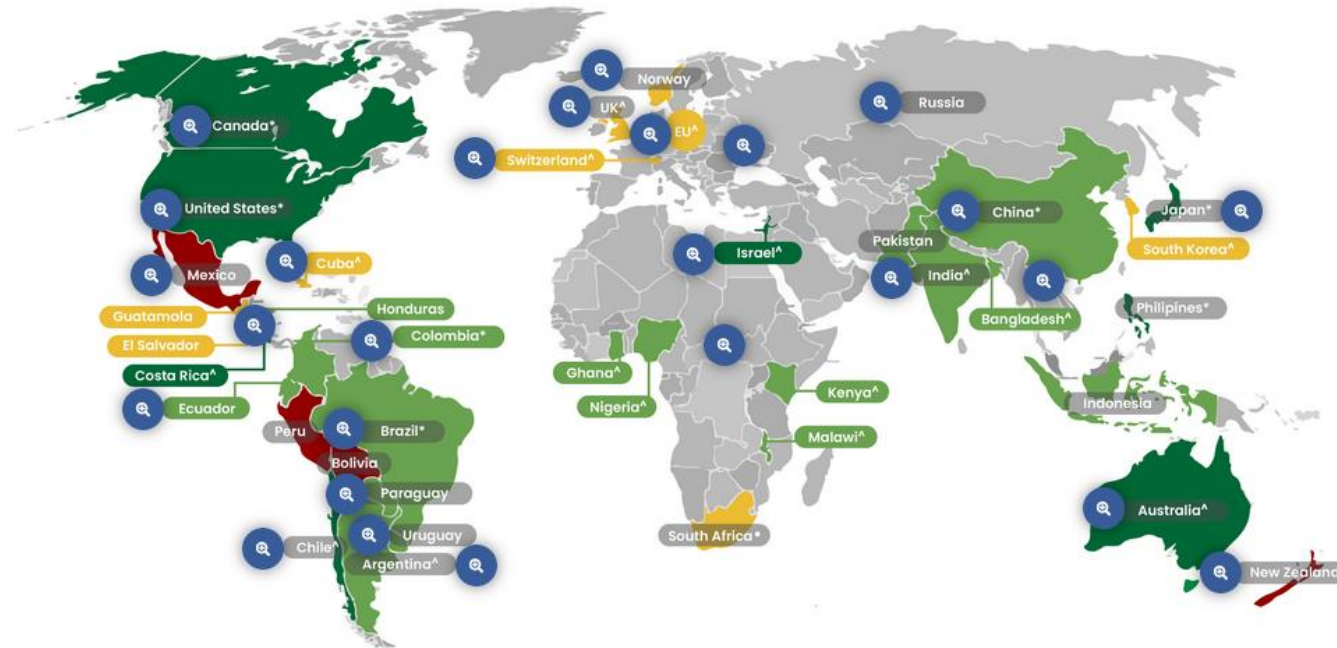 Norway
UK^
EU^
Russia
Canada*
Switzerland^
United States*
China*
Japan*
Mexico
Cuba^
Israel^
Pakistan
South Korea^
India^
Guatamala
Honduras
Philipines*
El Salvador
Colombia*
Bangladesh^
Costa Rica^
Ghana^
Ecuador
Nigeria^
Kenya^
Indonesia
Peru
Brazil*
Malawi^
Bolivia
Paraguay
Australia^
Uruguay
South Africa*
Chile^
Argentina^
New Zealand